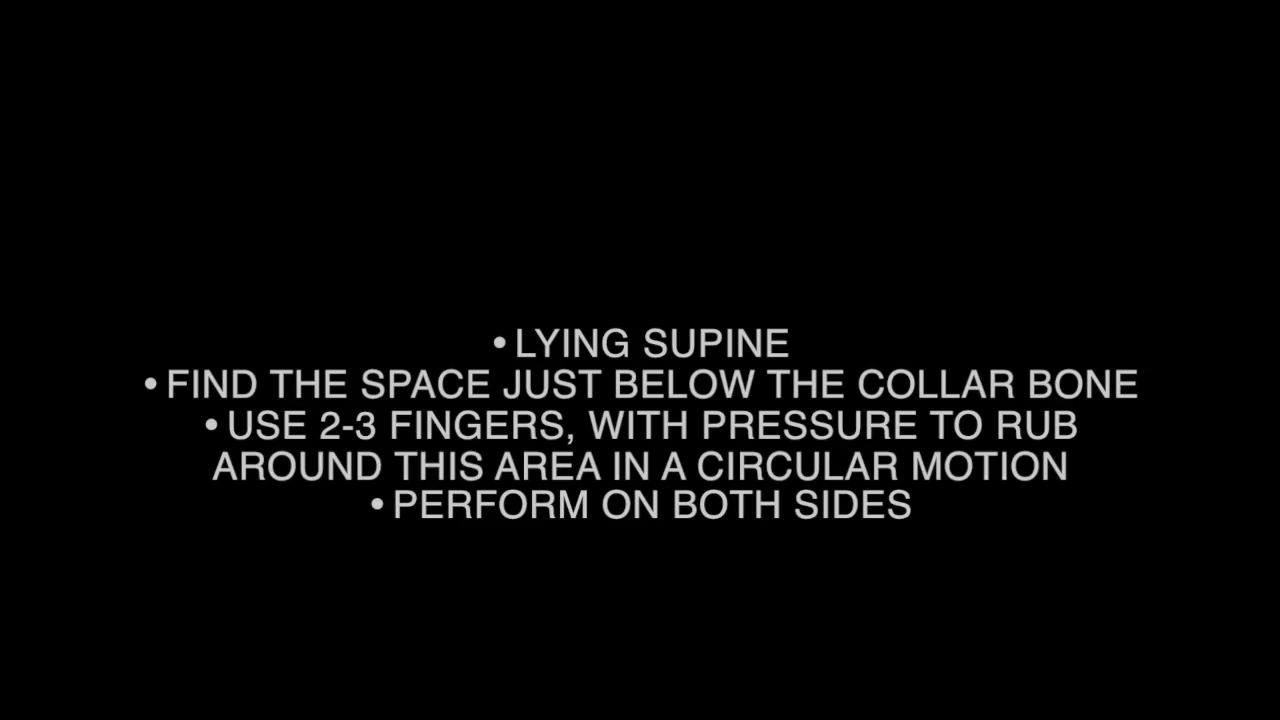 • LYING SUPINE
• FIND THE SPACE JUST BELOW THE COLLAR BONE
• USE 2-3 FINGERS, WITH PRESSURE TO RUB
AROUND THIS AREA IN A CIRCULAR MOTION
• PERFORM ON BOTH SIDES